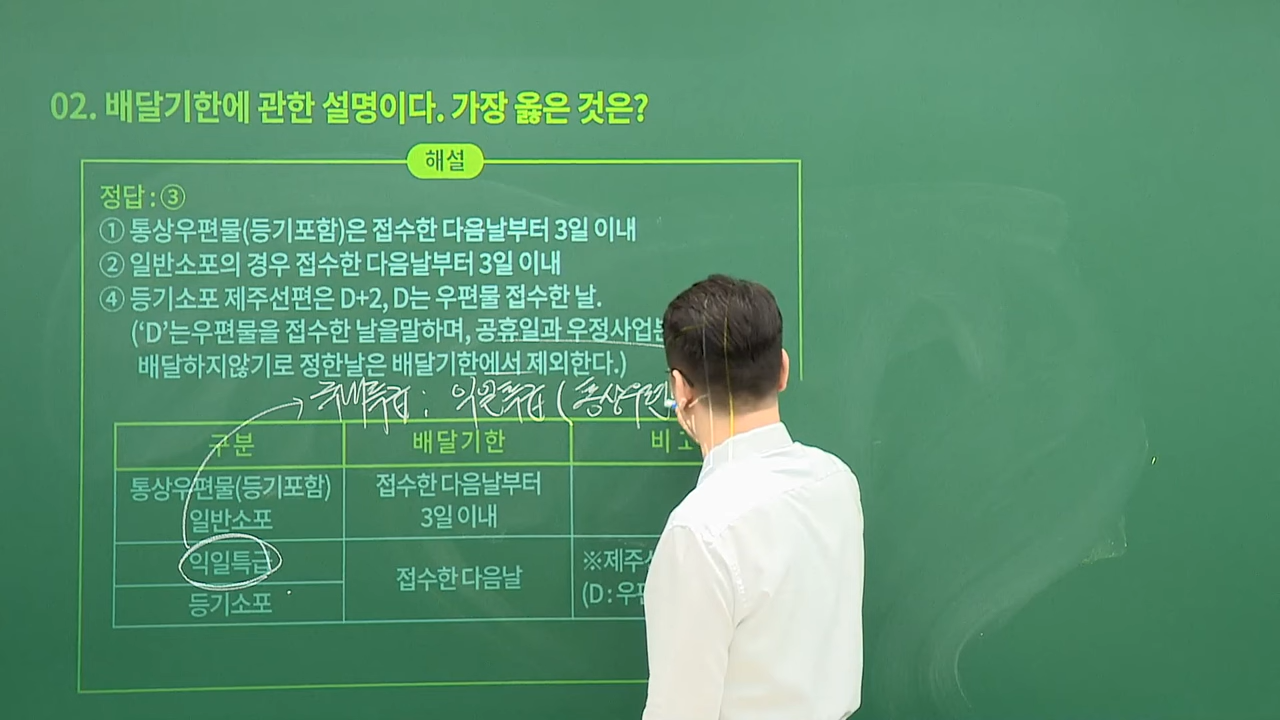 02. 배달기한에 관한 설명이다. 가장 옳은 것은?
해설
정답 : ③
① 통상우편물(등기포함)은 접수한 다음날부터 3일 이내
② 일반소포의 경우 접수한 다음날부터 3일 이내
④ 등기소포 제주선편은 D+2, D는 우편물 접수한 날.
('D'는우편물을 접수한 날을말하며, 공휴일과 우정사업본
배달하지않기로 정한날은 배달기한에서 제외한다.)
국내특급 : 익일특급 (통상우편
구분 배달기한 비고
통상우편물(등기포함) 접수한 다음날부터
일반소포 3일 이내
익일특급 ※제주선
접수한 다음날
등기소포 (D : 우편